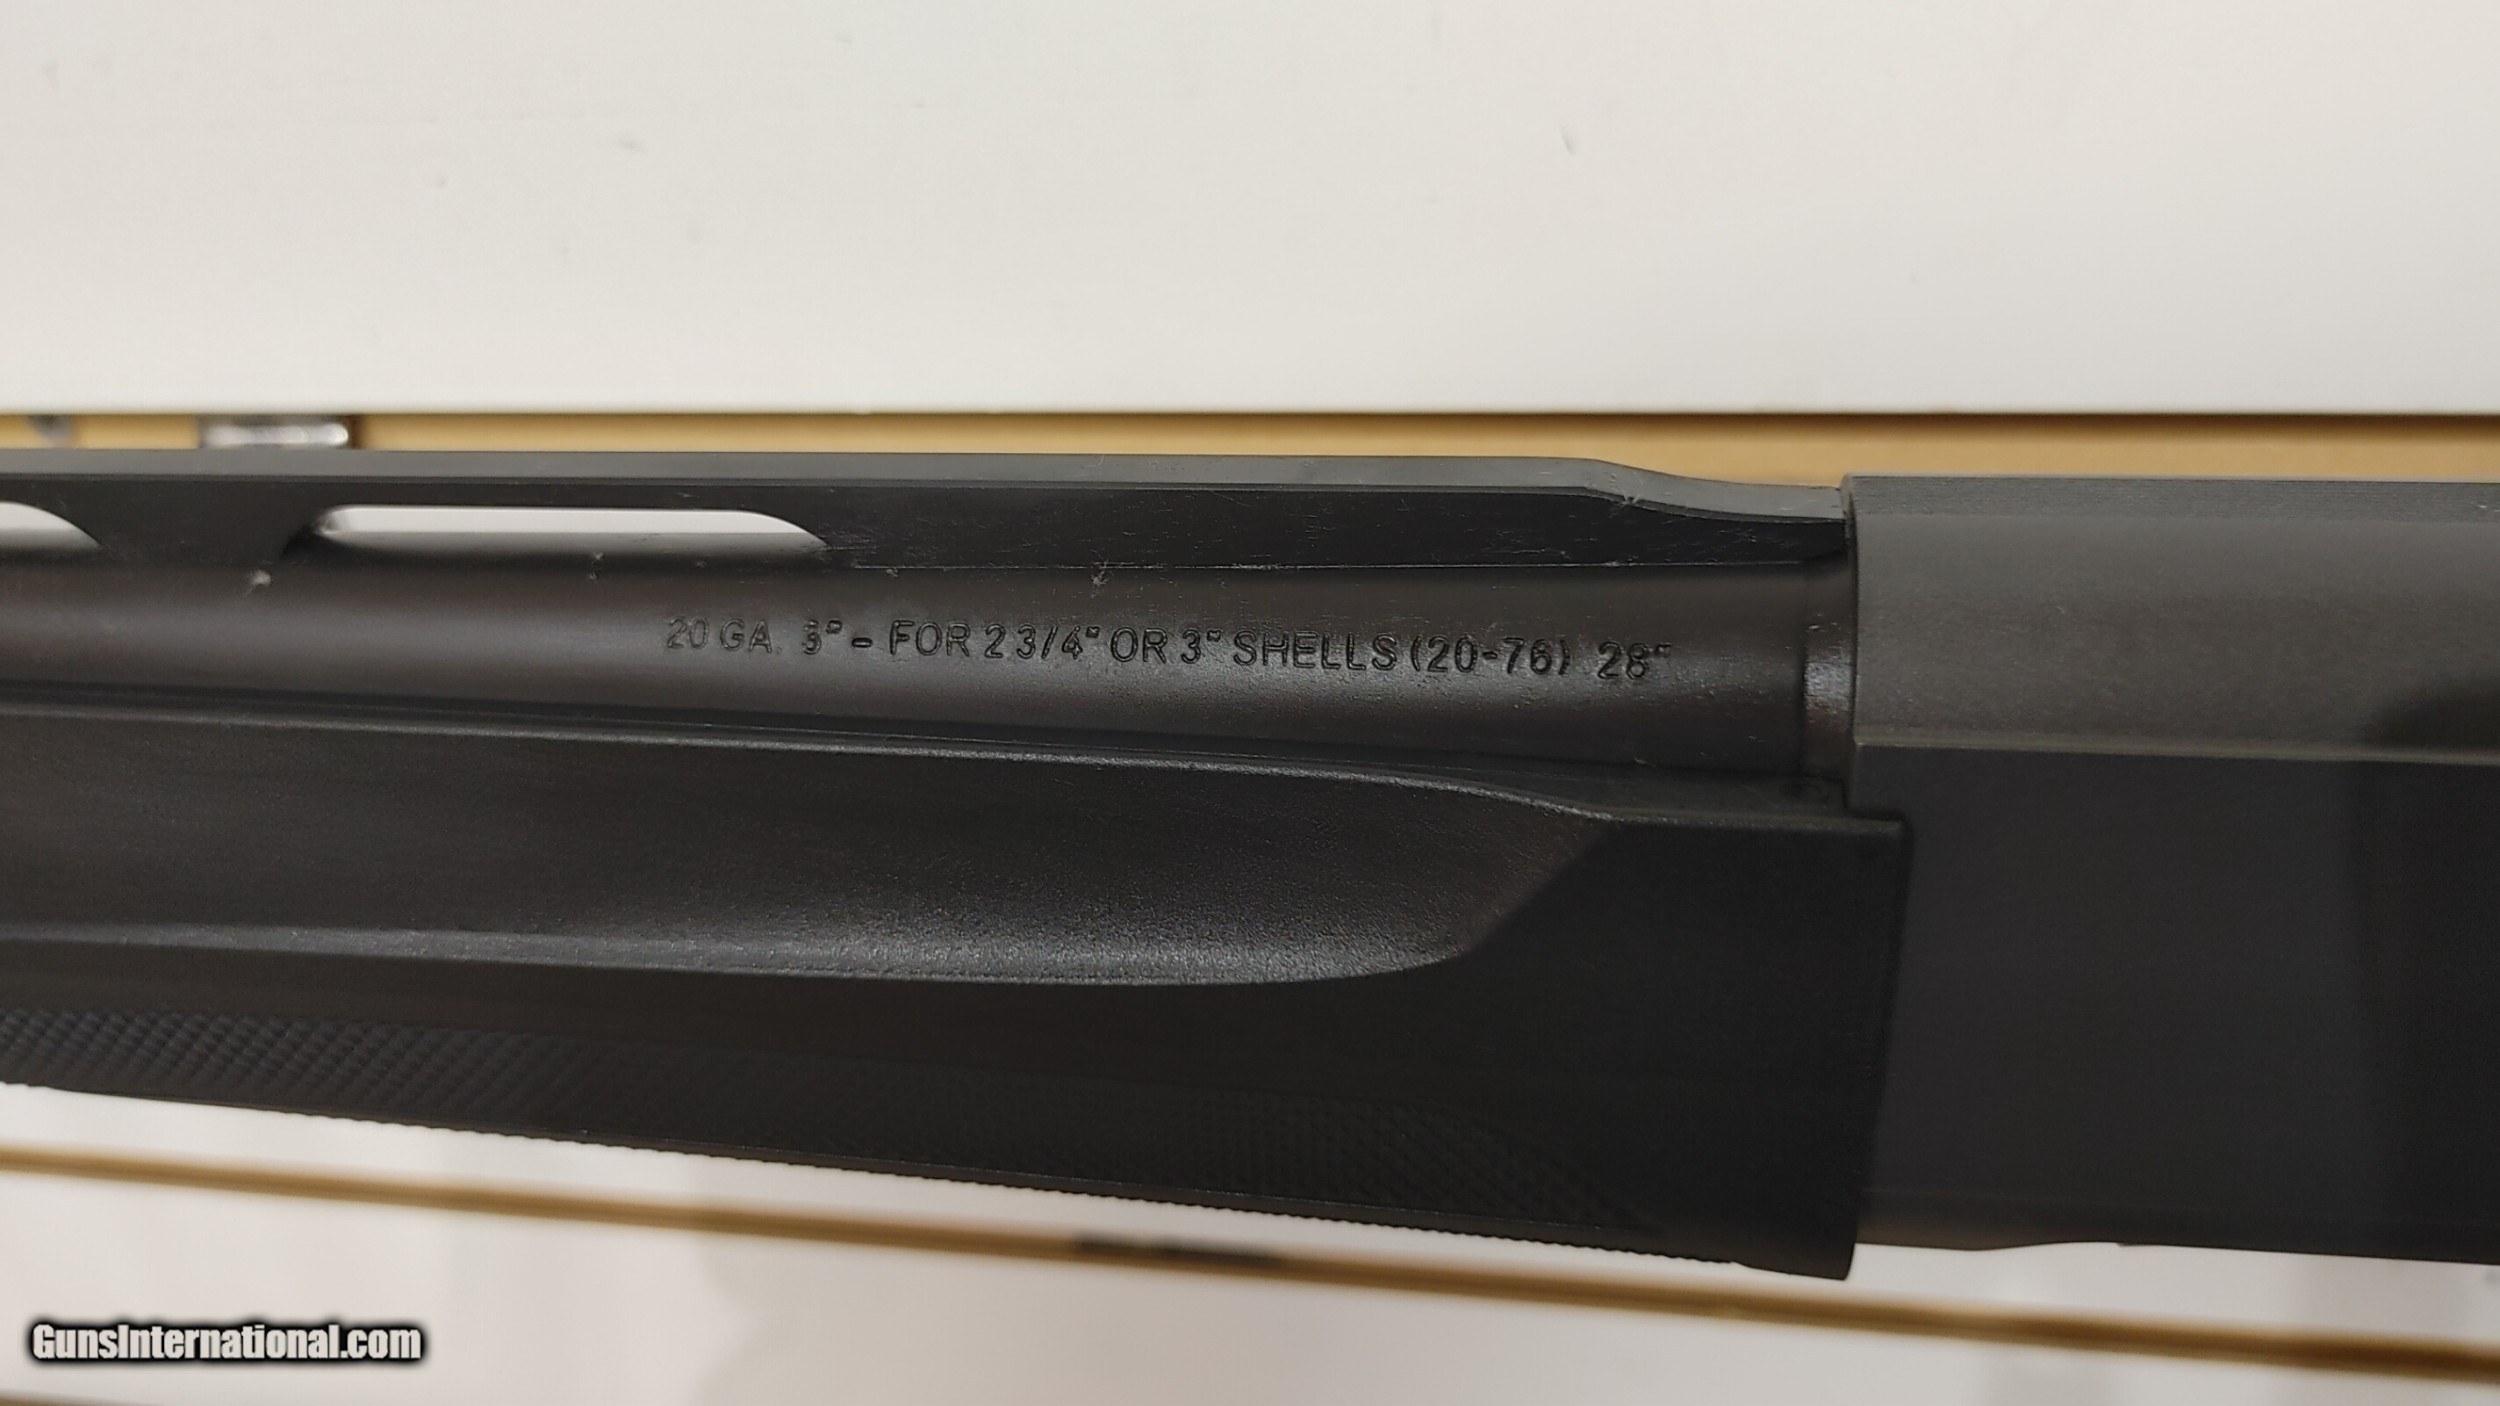 20 GA. 3" - FOR 2 3/4" OR 3" SHELLS (20-76) 28"
GunsInternational.com